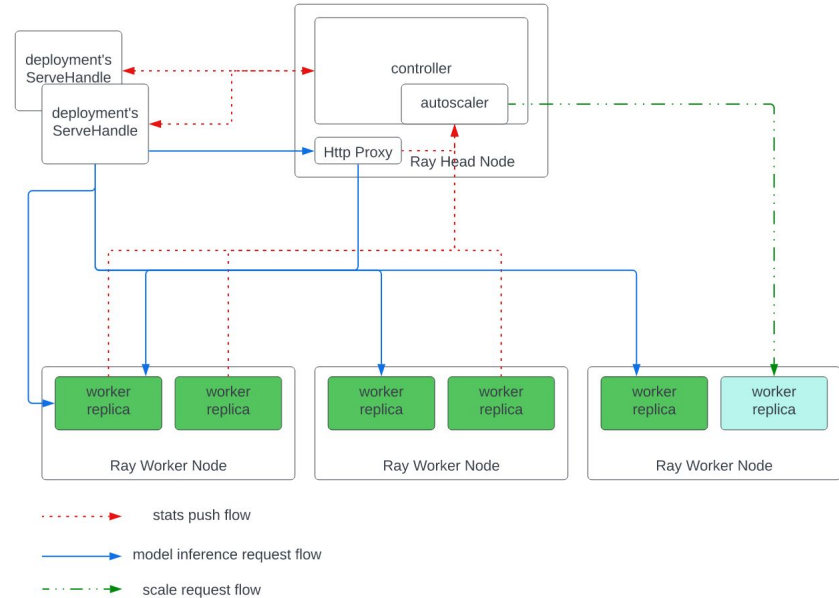 deployment's
ServeHandle
deployment's
ServeHandle
controller
autoscaler
Http Proxy
Ray Head Node
worker
replica
worker
replica
Ray Worker Node
worker
replica
worker
replica
Ray Worker Node
worker
replica
worker
replica
Ray Worker Node
stats push flow
model inference request flow
scale request flow